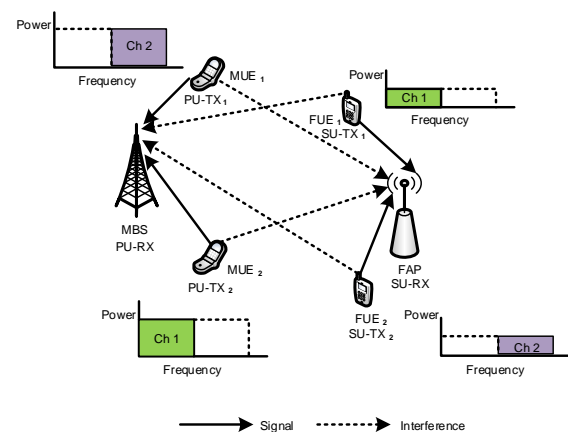 Power
Ch 2
Frequency
MUE 1
PU-TX1
Power
Ch 1
Frequency
FUE 1
SU-TX 1
MBS
PU-RX
FAP
SU-RX
MUE 2
PU-TX 2
FUE 2
SU-TX 2
Power
Ch 1
Frequency
Power
Ch 2
Frequency
Signal
Interference